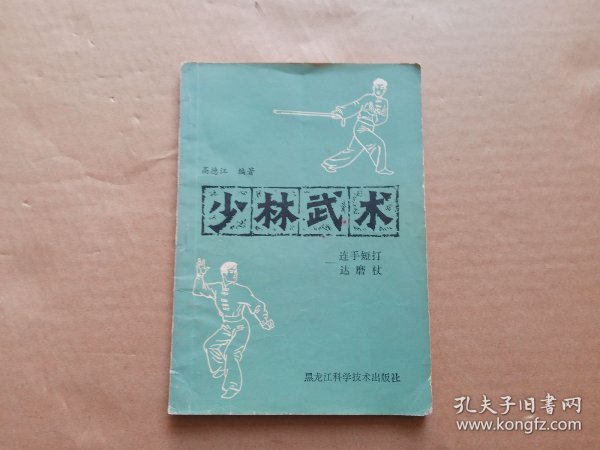 高德江 编著
少林武术
—连手短打
达磨杖
黑龙江科学技术出版社
孔夫子旧书网
www.kongfz.com